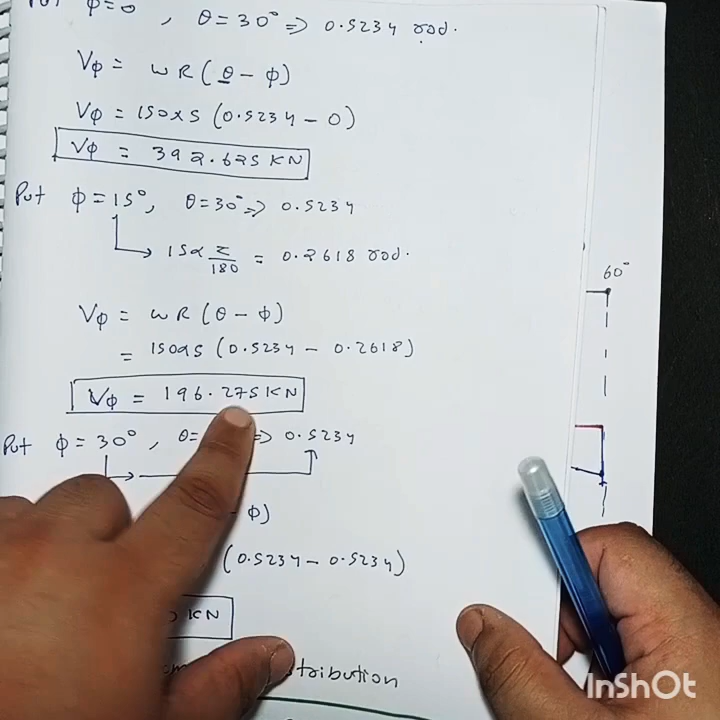 Put ϕ=0, θ=30° => 0.5234 rad.
Vϕ = wR(θ-ϕ)
Vϕ = 150×5 (0.5234-0)
Vϕ = 392.625 KN
Put ϕ=15°, θ=30° => 0.5234
15×π/180 = 0.2618 rad.
Vϕ = wR(θ-ϕ)
= 150×5 (0.5234-0.2618)
Vϕ = 196.275 KN
Put ϕ=30°, θ= => 0.5234
ϕ)
(0.5234-0.5234)
KN
tribution
60°
InShOt